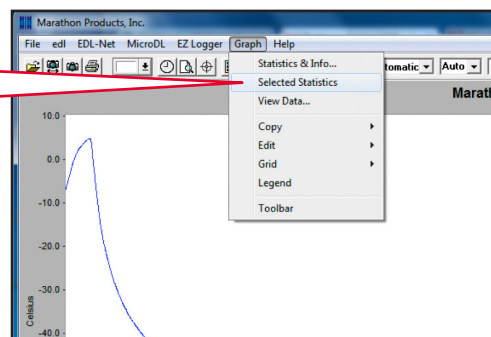 Marathon Products, Inc.
File edl EDL-Net MicroDL EZ Logger Graph Help
Statistics & Info...
Selected Statistics
View Data...
Copy
Edit
Grid
Legend
Toolbar
tomatic Auto
Marath
10.0
0.0
-10.0
-20.0
-30.0
-40.0
Celsius